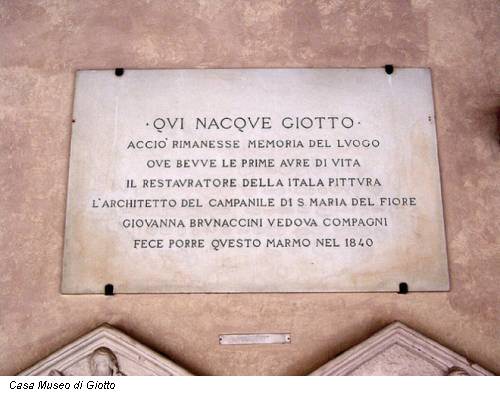 ·QVI NACQVE GIOTTO·
ACCIO' RIMANESSE MEMORIA DEL LVOGO
OVE BEVVE LE PRIME AVRE DI VITA
IL RESTAVRATORE DELLA ITALA PITTVRA
L'ARCHITETTO DEL CAMPANILE DI S. MARIA DEL FIORE
GIOVANNA BRVNACCINI VEDOVA COMPAGNI
FECE PORRE QVESTO MARMO NEL 1840
Casa Museo di Giotto